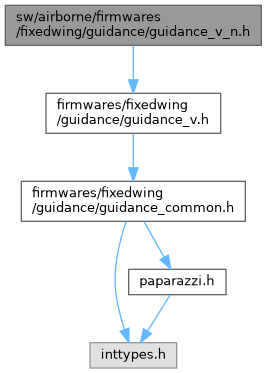 sw/airborne/firmwares
/fixedwing/guidance/guidance_v_n.h
firmwares/fixedwing
/guidance/guidance_v.h
firmwares/fixedwing
/guidance/guidance_common.h
paparazzi.h
inttypes.h